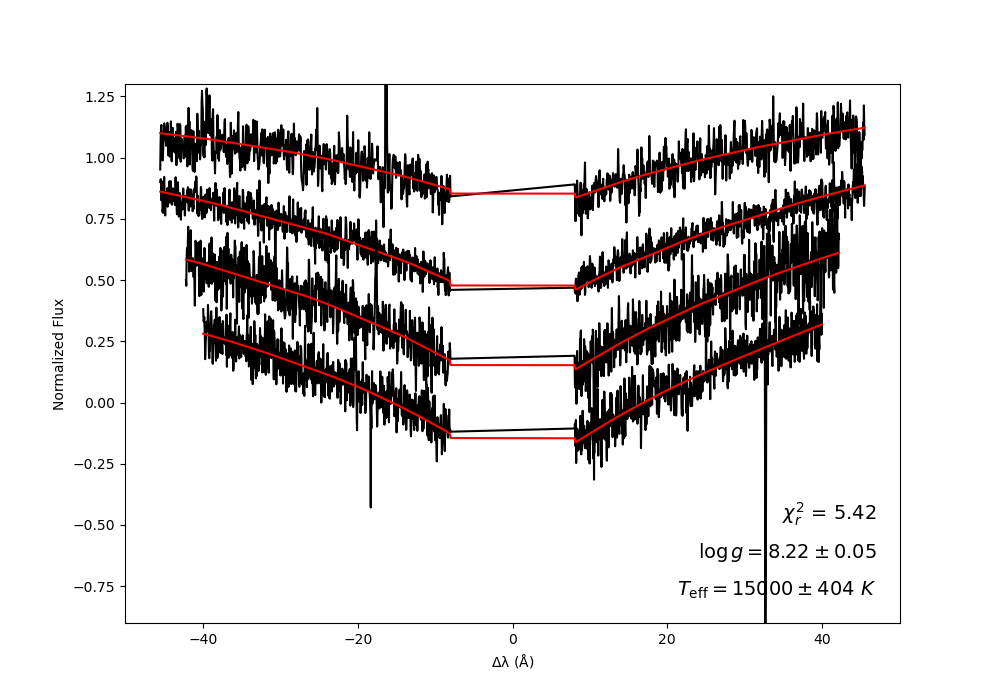 1.25
1.00
0.75
0.50
0.25
0.00
−0.25
−0.50
−0.75
−40
−20
0
20
40
Normalized Flux
Δλ (Å)
χ²ᵣ = 5.42
log g = 8.22 ± 0.05
T_eff = 15000 ± 404 K